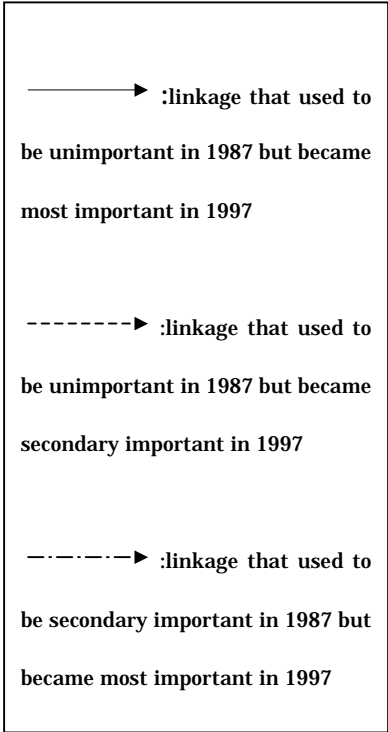 :linkage that used to
be unimportant in 1987 but became
most important in 1997
:linkage that used to
be unimportant in 1987 but became
secondary important in 1997
:linkage that used to
be secondary important in 1987 but
became most important in 1997